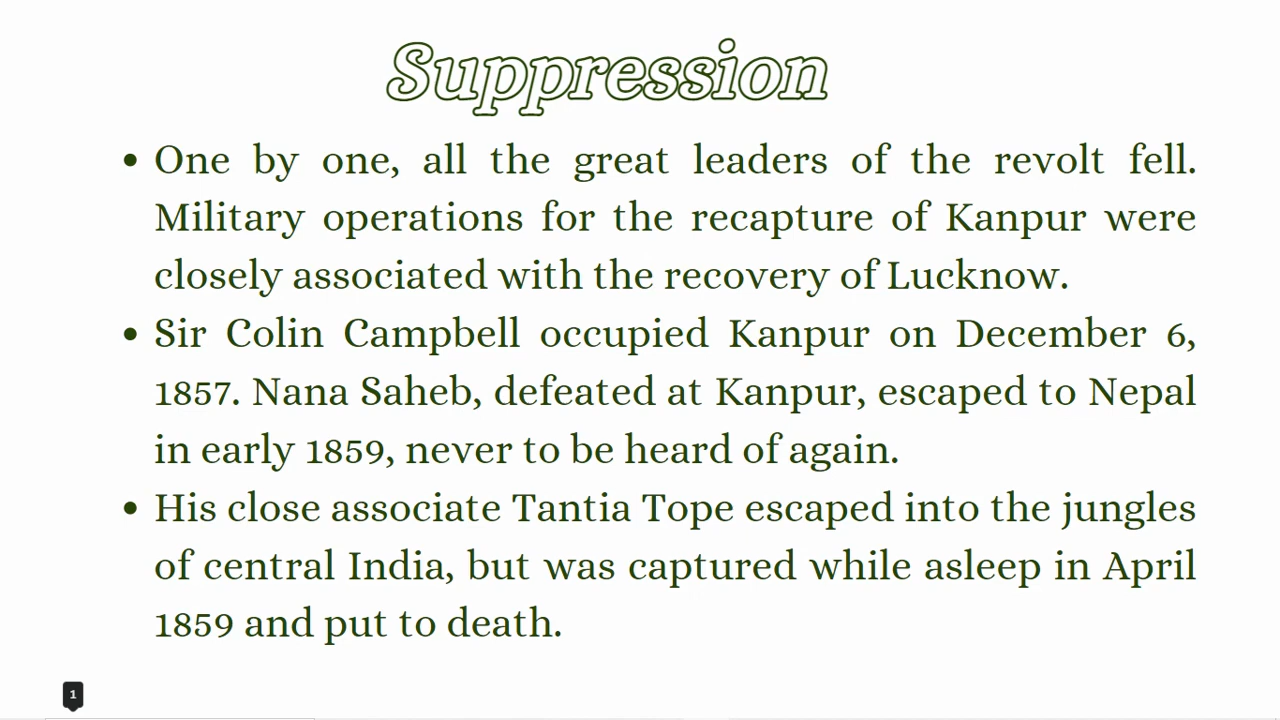 Suppression
• One by one, all the great leaders of the revolt fell.
Military operations for the recapture of Kanpur were
closely associated with the recovery of Lucknow.
• Sir Colin Campbell occupied Kanpur on December 6,
1857. Nana Saheb, defeated at Kanpur, escaped to Nepal
in early 1859, never to be heard of again.
• His close associate Tantia Tope escaped into the jungles
of central India, but was captured while asleep in April
1859 and put to death.
1